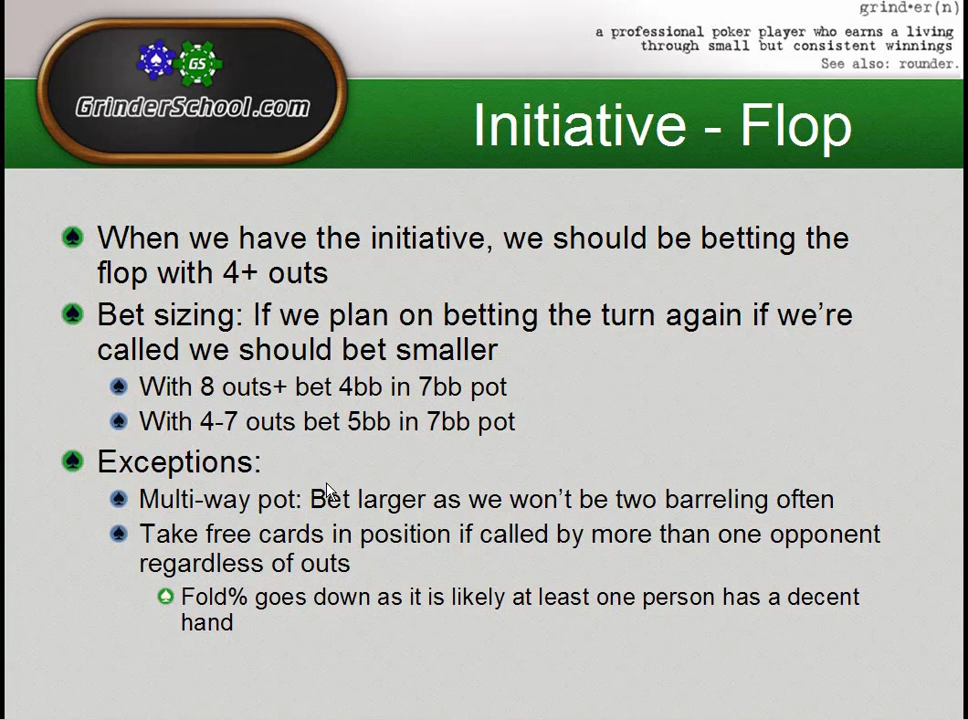 grind•er(n)
a professional poker player who earns a living
through small but consistent winnings
See also: rounder.
GS
GrinderSchool.com
Initiative - Flop
When we have the initiative, we should be betting the
flop with 4+ outs
Bet sizing: If we plan on betting the turn again if we’re
called we should bet smaller
With 8 outs+ bet 4bb in 7bb pot
With 4-7 outs bet 5bb in 7bb pot
Exceptions:
Multi-way pot: Bet larger as we won’t be two barreling often
Take free cards in position if called by more than one opponent
regardless of outs
Fold% goes down as it is likely at least one person has a decent
hand